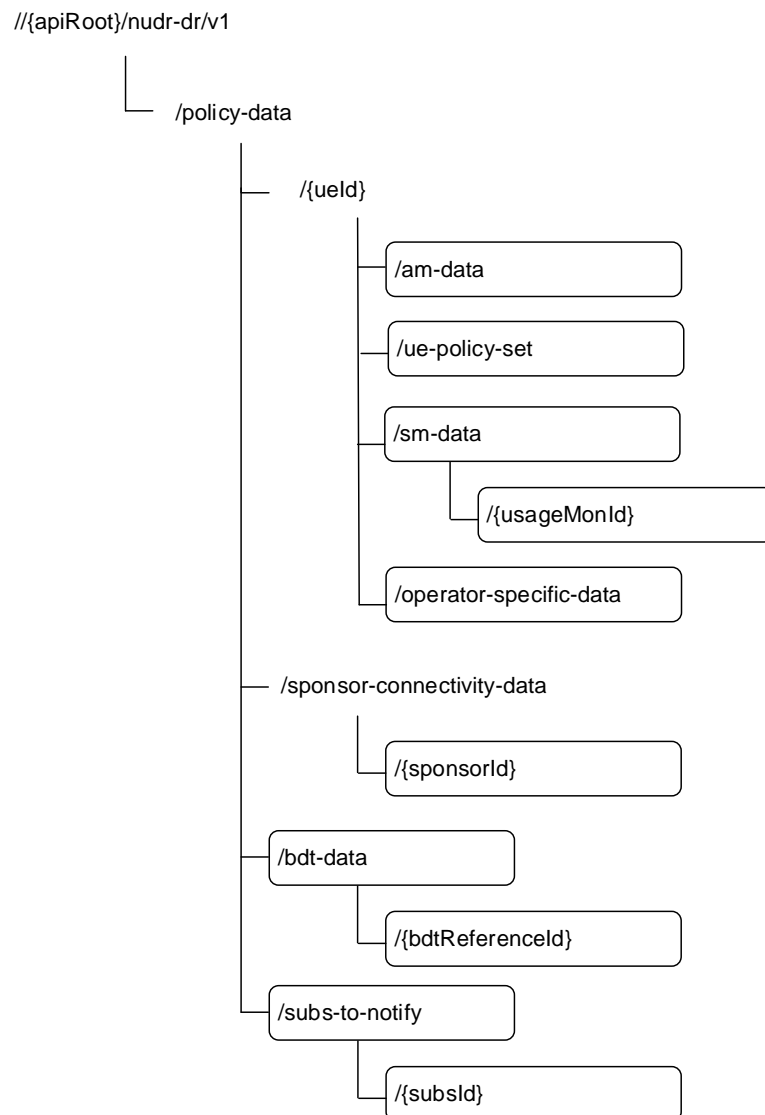 //{apiRoot}/nudr-dr/v1
/policy-data
/{ueId}
/am-data
/ue-policy-set
/sm-data
/{usageMonId}
/operator-specific-data
/sponsor-connectivity-data
/{sponsorId}
/bdt-data
/{bdtReferenceId}
/subs-to-notify
/{subsId}